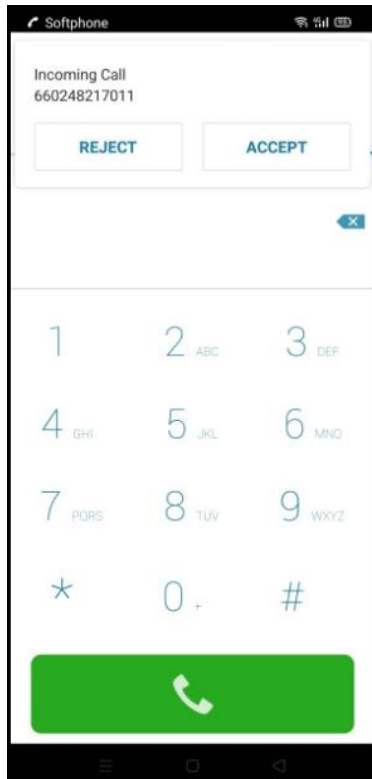 Softphone
Incoming Call
660248217011
REJECT ACCEPT
1 2 ABC 3 DEF
4 GHI 5 JKL 6 MNO
7 PQRS 8 TUV 9 WXYZ
* 0 + #